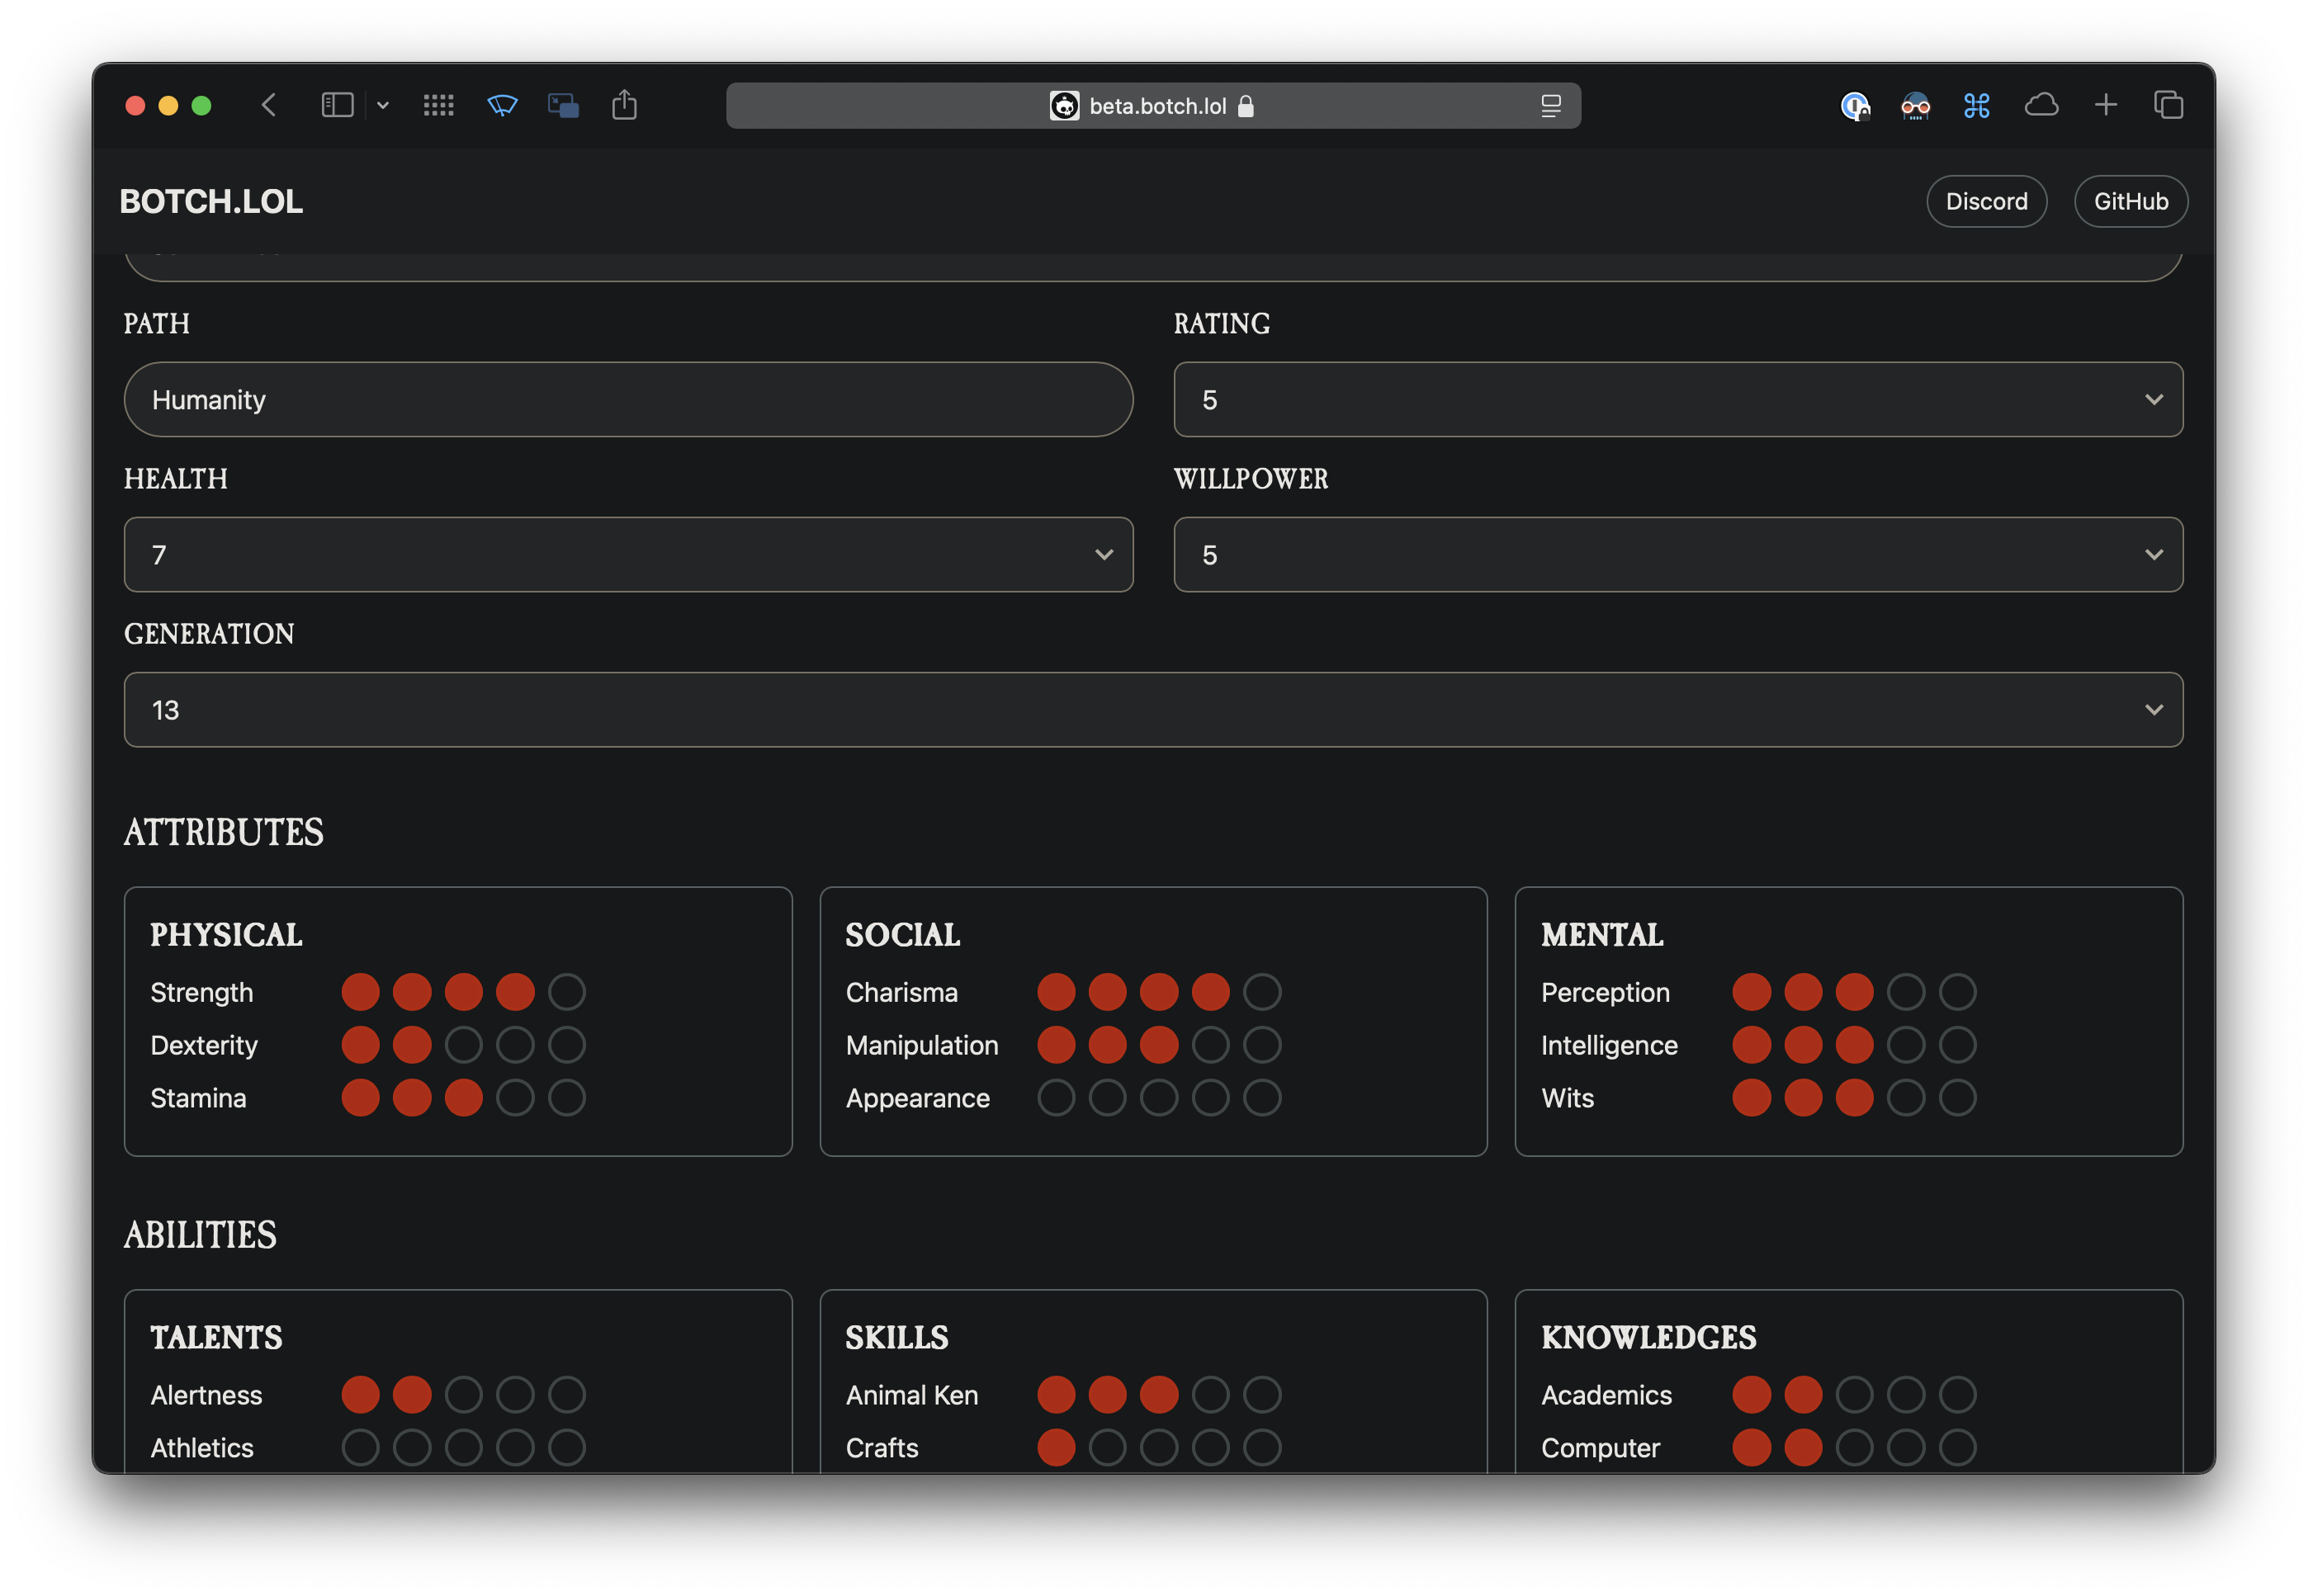 beta.botch.lol
BOTCH.LOL
Discord
GitHub
PATH
RATING
Humanity
5
HEALTH
WILLPOWER
7
5
GENERATION
13
ATTRIBUTES
PHYSICAL
Strength
Dexterity
Stamina
SOCIAL
Charisma
Manipulation
Appearance
MENTAL
Perception
Intelligence
Wits
ABILITIES
TALENTS
Alertness
Athletics
SKILLS
Animal Ken
Crafts
KNOWLEDGES
Academics
Computer